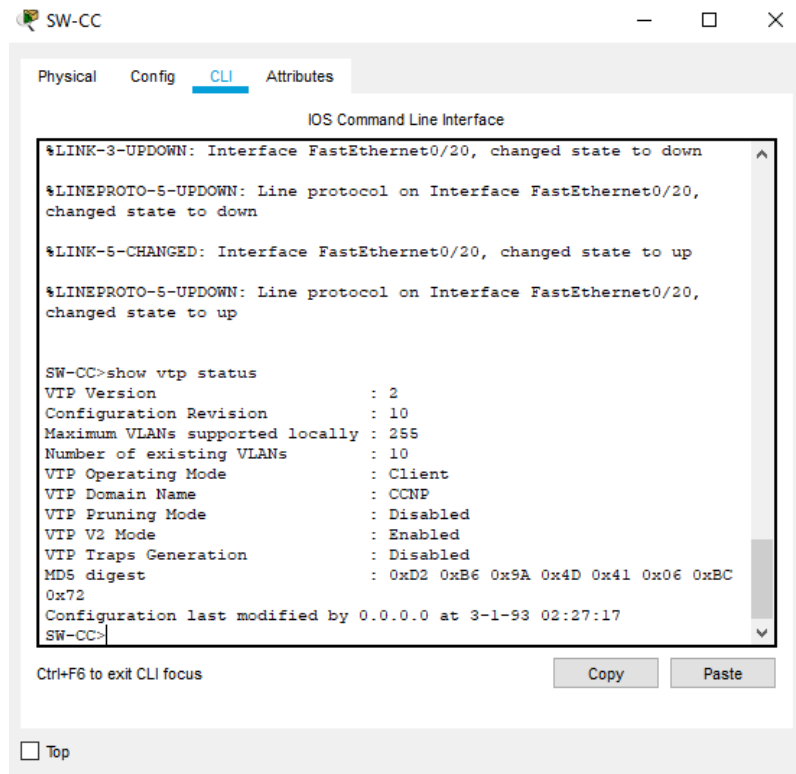 SW-CC
Physical Config CLI Attributes
IOS Command Line Interface
%LINK-3-UPDOWN: Interface FastEthernet0/20, changed state to down
%LINEPROTO-5-UPDOWN: Line protocol on Interface FastEthernet0/20,
changed state to down
%LINK-5-CHANGED: Interface FastEthernet0/20, changed state to up
%LINEPROTO-5-UPDOWN: Line protocol on Interface FastEthernet0/20,
changed state to up
SW-CC>show vtp status
VTP Version : 2
Configuration Revision : 10
Maximum VLANs supported locally : 255
Number of existing VLANs : 10
VTP Operating Mode : Client
VTP Domain Name : CCNP
VTP Pruning Mode : Disabled
VTP V2 Mode : Enabled
VTP Traps Generation : Disabled
MD5 digest : 0xD2 0xB6 0x9A 0x4D 0x41 0x06 0xBC
0x72
Configuration last modified by 0.0.0.0 at 3-1-93 02:27:17
SW-CC>
Ctrl+F6 to exit CLI focus
Copy Paste
Top